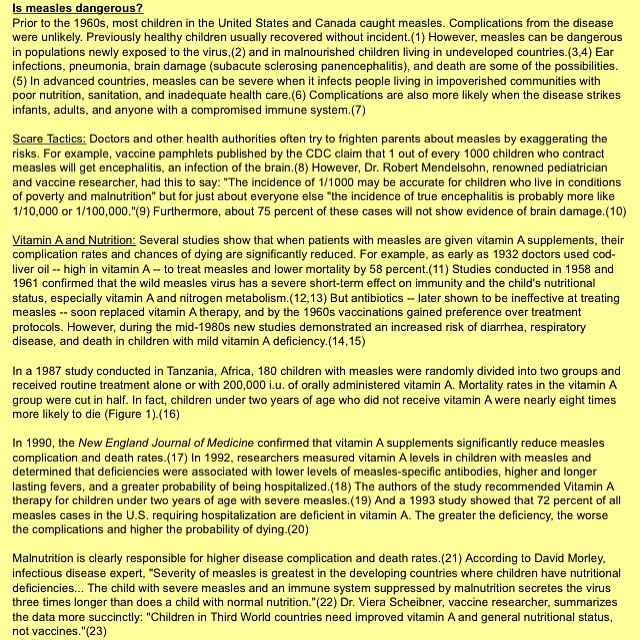 Is measles dangerous?
Prior to the 1960s, most children in the United States and Canada caught measles. Complications from the disease
were unlikely. Previously healthy children usually recovered without incident.(1) However, measles can be dangerous
in populations newly exposed to the virus,(2) and in malnourished children living in undeveloped countries.(3,4) Ear
infections, pneumonia, brain damage (subacute sclerosing panencephalitis), and death are some of the possibilities.
(5) In advanced countries, measles can be severe when it infects people living in impoverished communities with
poor nutrition, sanitation, and inadequate health care.(6) Complications are also more likely when the disease strikes
infants, adults, and anyone with a compromised immune system.(7)
Scare Tactics: Doctors and other health authorities often try to frighten parents about measles by exaggerating the
risks. For example, vaccine pamphlets published by the CDC claim that 1 out of every 1000 children who contract
measles will get encephalitis, an infection of the brain.(8) However, Dr. Robert Mendelsohn, renowned pediatrician
and vaccine researcher, had this to say: "The incidence of 1/1000 may be accurate for children who live in conditions
of poverty and malnutrition" but for just about everyone else "the incidence of true encephalitis is probably more like
1/10,000 or 1/100,000."(9) Furthermore, about 75 percent of these cases will not show evidence of brain damage.(10)
Vitamin A and Nutrition: Several studies show that when patients with measles are given vitamin A supplements, their
complication rates and chances of dying are significantly reduced. For example, as early as 1932 doctors used cod-
liver oil -- high in vitamin A -- to treat measles and lower mortality by 58 percent.(11) Studies conducted in 1958 and
1961 confirmed that the wild measles virus has a severe short-term effect on immunity and the child's nutritional
status, especially vitamin A and nitrogen metabolism.(12,13) But antibiotics -- later shown to be ineffective at treating
measles -- soon replaced vitamin A therapy, and by the 1960s vaccinations gained preference over treatment
protocols. However, during the mid-1980s new studies demonstrated an increased risk of diarrhea, respiratory
disease, and death in children with mild vitamin A deficiency.(14,15)
In a 1987 study conducted in Tanzania, Africa, 180 children with measles were randomly divided into two groups and
received routine treatment alone or with 200,000 i.u. of orally administered vitamin A. Mortality rates in the vitamin A
group were cut in half. In fact, children under two years of age who did not receive vitamin A were nearly eight times
more likely to die (Figure 1).(16)
In 1990, the New England Journal of Medicine confirmed that vitamin A supplements significantly reduce measles
complication and death rates.(17) In 1992, researchers measured vitamin A levels in children with measles and
determined that deficiencies were associated with lower levels of measles-specific antibodies, higher and longer
lasting fevers, and a greater probability of being hospitalized.(18) The authors of the study recommended Vitamin A
therapy for children under two years of age with severe measles.(19) And a 1993 study showed that 72 percent of all
measles cases in the U.S. requiring hospitalization are deficient in vitamin A. The greater the deficiency, the worse
the complications and higher the probability of dying.(20)
Malnutrition is clearly responsible for higher disease complication and death rates.(21) According to David Morley,
infectious disease expert, "Severity of measles is greatest in the developing countries where children have nutritional
deficiencies... The child with severe measles and an immune system suppressed by malnutrition secretes the virus
three times longer than does a child with normal nutrition."(22) Dr. Viera Scheibner, vaccine researcher, summarizes
the data more succinctly: "Children in Third World countries need improved vitamin A and general nutritional status,
not vaccines."(23)